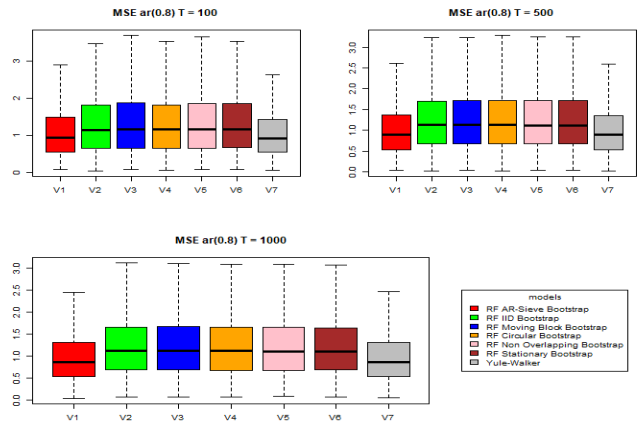 MSE ar(0.8) T = 100
3
2
1
0
V1 V2 V3 V4 V5 V6 V7
MSE ar(0.8) T = 500
3.0
2.5
2.0
1.5
1.0
0.5
0.0
V1 V2 V3 V4 V5 V6 V7
MSE ar(0.8) T = 1000
3.0
2.5
2.0
1.5
1.0
0.5
0.0
V1 V2 V3 V4 V5 V6 V7
models
RF AR-Sieve Bootstrap
RF IID Bootstrap
RF Moving Block Bootstrap
RF Circular Bootstrap
RF Non Overlapping Bootstrap
RF Stationary Bootstrap
Yule-Walker